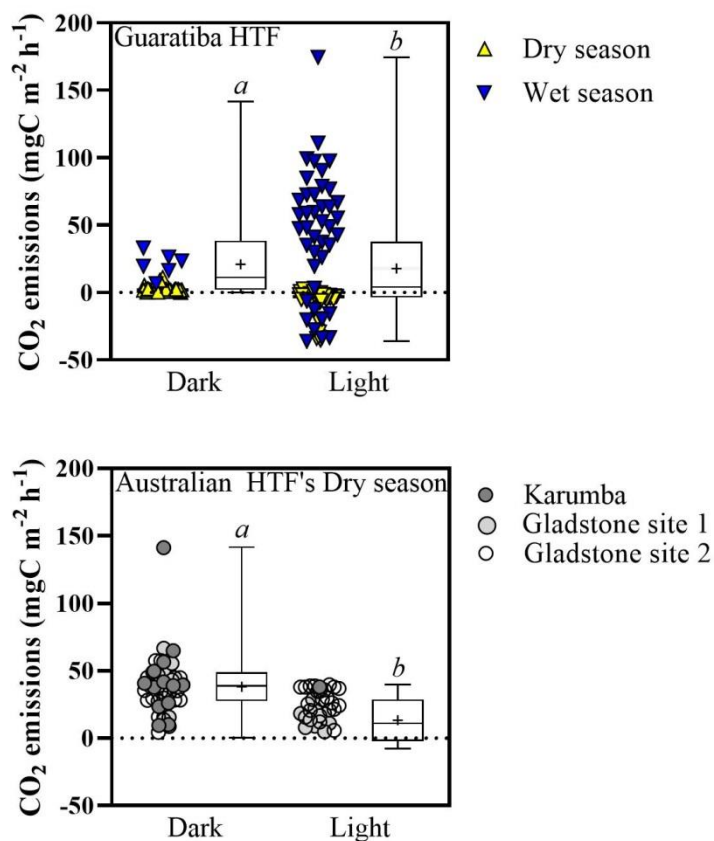 Guaratiba HTF
CO2 emissions (mgC m-2 h-1)
200
150
100
50
0
-50
a
b
Dark
Light
Dry season
Wet season
Australian HTF's Dry season
CO2 emissions (mgC m-2 h-1)
200
150
100
50
0
-50
a
b
Dark
Light
Karumba
Gladstone site 1
Gladstone site 2